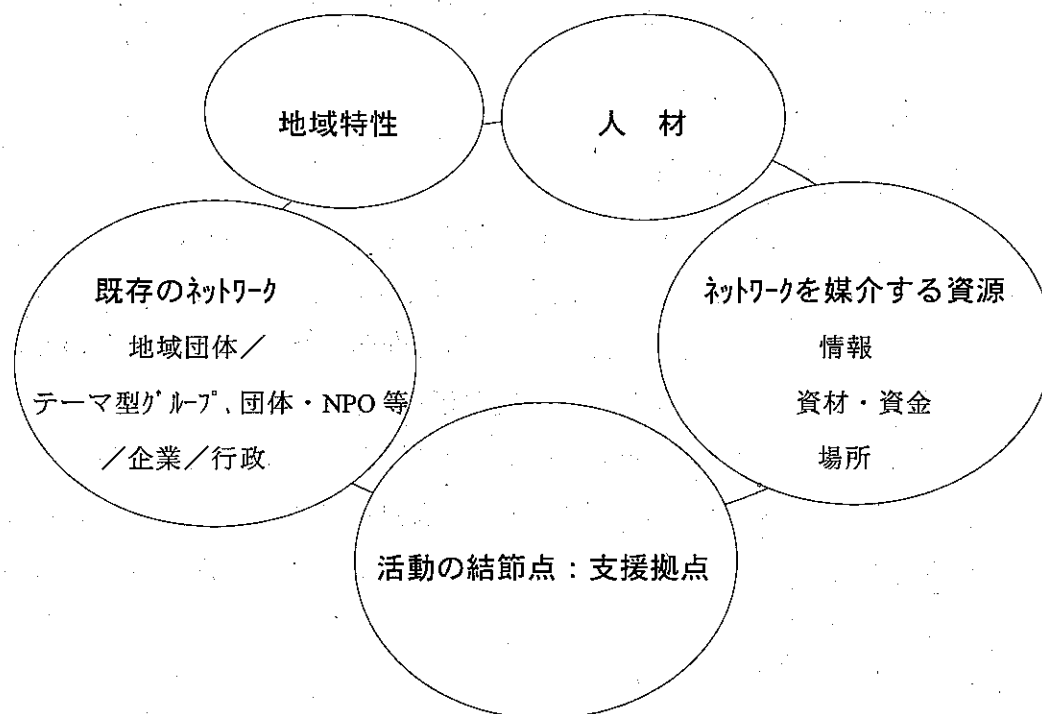 地域特性
人　材
既存のﾈｯﾄﾜｰｸ
地域団体／
テーマ型ｸﾞﾙｰﾌﾟ、団体・NPO 等
／企業／行政
ﾈｯﾄﾜｰｸを媒介する資源
情報
資材・資金
場所
活動の結節点：支援拠点